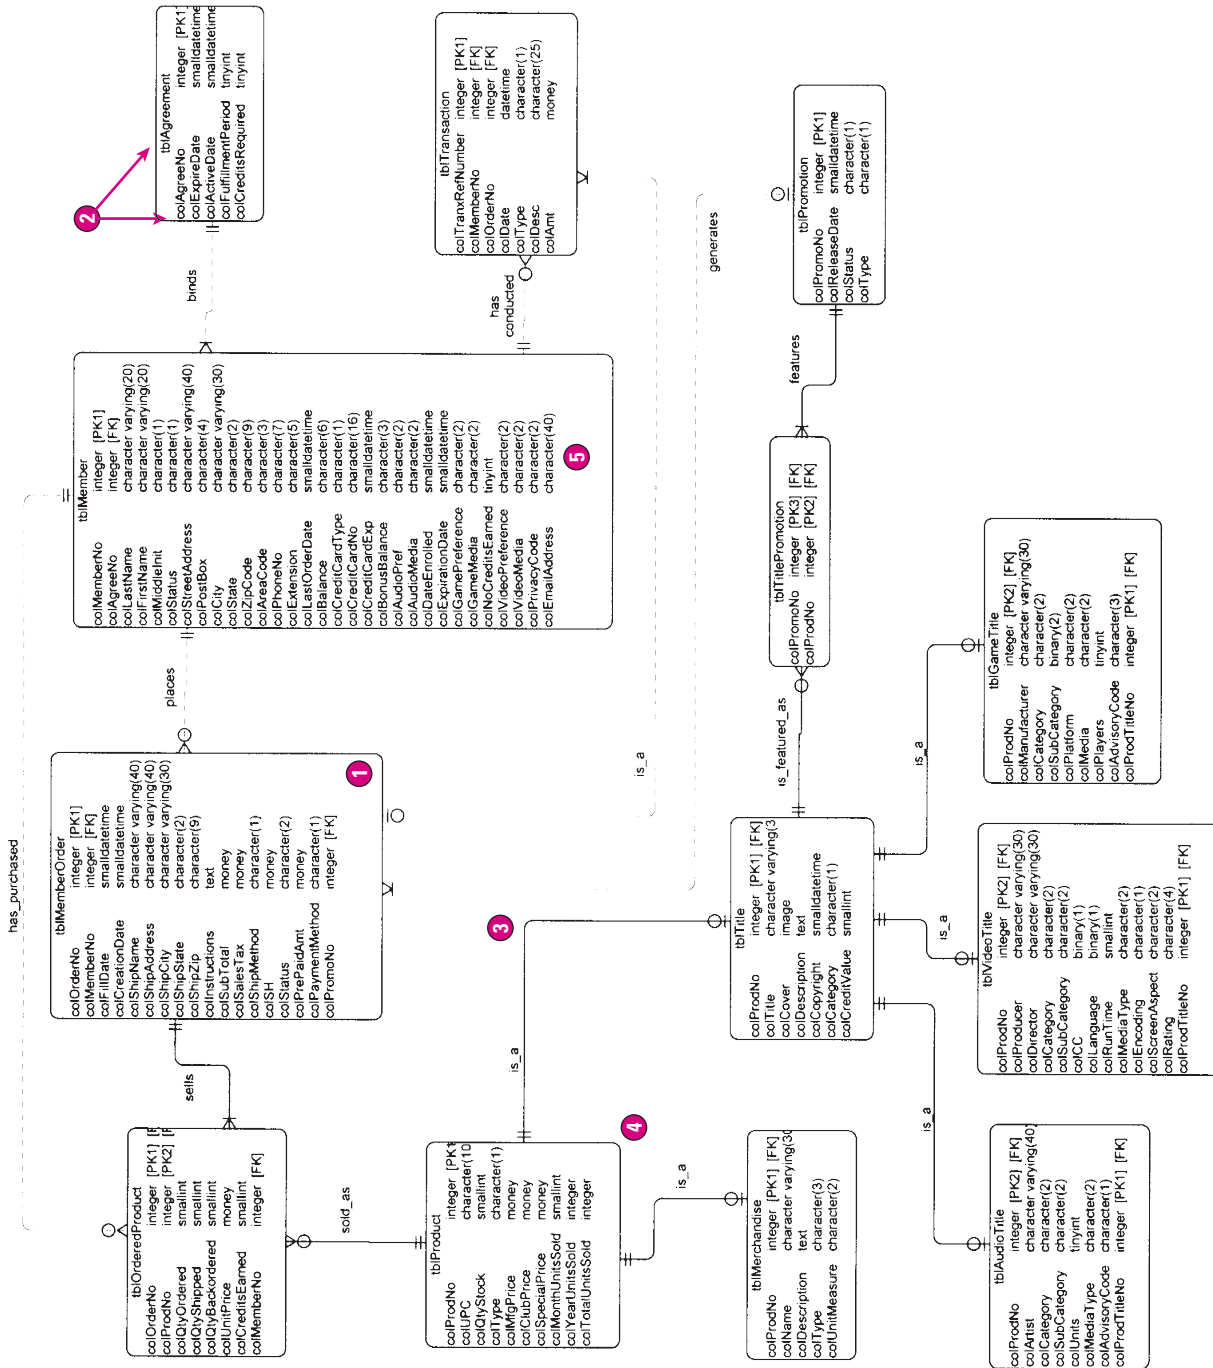 has_purchased
tblOrderedProduct
colOrderNo integer [PK1] [F
colProdNo integer [PK2] [F
colQtyOrdered smallint
colQtyShipped smallint
colQtyBackordered smallint
colUnitPrice money
colCreditsEarned smallint
colMemberNo integer [FK]
sells
tblMemberOrder
colOrderNo integer [PK1]
colMemberNo integer [FK]
colFillDate smalldatetime
colCreationDate smalldatetime
colShipName character varying(40)
colShipAddress character varying(40)
colShipCity character varying(30)
colShipState character(2)
colShipZip character(9)
colInstructions text
colSubTotal money
colSalesTax money
colShipMethod character(1)
colSH money
colStatus character(2)
colPrePaidAmt money
colPaymentMethod character(1)
colPromoNo integer [FK]
1
places
tblMember
colMemberNo integer [PK1]
colAgreeNo integer [FK]
colLastName character varying(20)
colFirstName character varying(20)
colMiddleInit character(1)
colStatus character(1)
colStreetAddress character varying(40)
colPostBox character(4)
colCity character varying(30)
colState character(2)
colZipCode character(9)
colAreaCode character(3)
colPhoneNo character(7)
colExtension character(5)
colLastOrderDate smalldatetime
colBalance character(6)
colCreditCardType character(1)
colCreditCardNo character(16)
colCreditCardExp smalldatetime
colBonusBalance character(3)
colAudioPref character(2)
colAudioMedia character(2)
colDateEnrolled smalldatetime
colExpirationDate smalldatetime
colGamePreference character(2)
colGameMedia character(2)
colNoCreditsEarned tinyint
colVideoPreference character(2)
colVideoMedia character(2)
colPrivacyCode character(2)
colEmailAddress character(40)
5
binds
2
tblAgreement
colAgreeNo integer [PK1]
colExpireDate smalldatetime
colActiveDate smalldatetime
colFulfillmentPeriod tinyint
colCreditsRequired tinyint
has
conducted
tblTransaction
colTranxRefNumber integer [PK1]
colMemberNo integer [FK]
colOrderNo integer [FK]
colDate datetime
colType character(1)
colDesc character(25)
colAmt money
sold_as
tblProduct
colProdNo integer [PK1
colUPC character(10
colQtyStock smallint
colType character(1)
colMfgPrice money
colClubPrice money
colSpecialPrice money
colMonthUnitsSold smallint
colYearUnitsSold integer
colTotalUnitsSold integer
4
is_a
3
is_a
generates
is_a
tblMerchandise
colProdNo integer [PK1] [FK]
colName character varying(30
colDescription text
colType character(3)
colUnitMeasure character(2)
tblTitle
colProdNo integer [PK1] [FK]
colTitle character varying(3
colCover image
colDescription text
colCopyright smalldatetime
colCategory character(1)
colCreditValue smallint
is_featured_as
tblTitlePromotion
colPromoNo integer [PK3] [FK]
colProdNo integer [PK2] [FK]
features
tblPromotion
colPromoNo integer [PK1]
colReleaseDate smalldatetime
colStatus character(1)
colType character(1)
is_a
is_a
is_a
tblAudioTitle
colProdNo integer [PK2] [FK]
colArtist character varying(40)
colCategory character(2)
colSubCategory character(2)
colUnits tinyint
colMediaType character(2)
colAdvisoryCode character(1)
colProdTitleNo integer [PK1] [FK]
tblVideoTitle
colProdNo integer [PK2] [FK]
colProducer character varying(30)
colDirector character varying(30)
colCategory character(2)
colSubCategory character(2)
colCC binary(1)
colLanguage binary(1)
colRunTime smallint
colMediaType character(2)
colEncoding character(1)
colScreenAspect character(2)
colRating character(4)
colProdTitleNo integer [PK1] [FK]
tblGameTitle
colProdNo integer [PK2] [FK]
colManufacturer character varying(30)
colCategory character(2)
colSubCategory binary(2)
colPlatform character(2)
colMedia character(2)
colPlayers tinyint
colAdvisoryCode character(3)
colProdTitleNo integer [PK1] [FK]